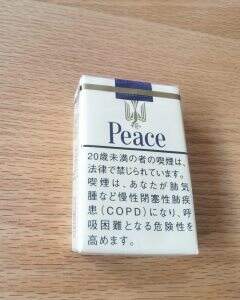 Peace
20歳未満の者の喫煙は、
法律で禁じられています。
喫煙は、あなたが肺気
腫など慢性閉塞性肺疾
患(COPD)になり、呼
吸困難となる危険性を
高めます。